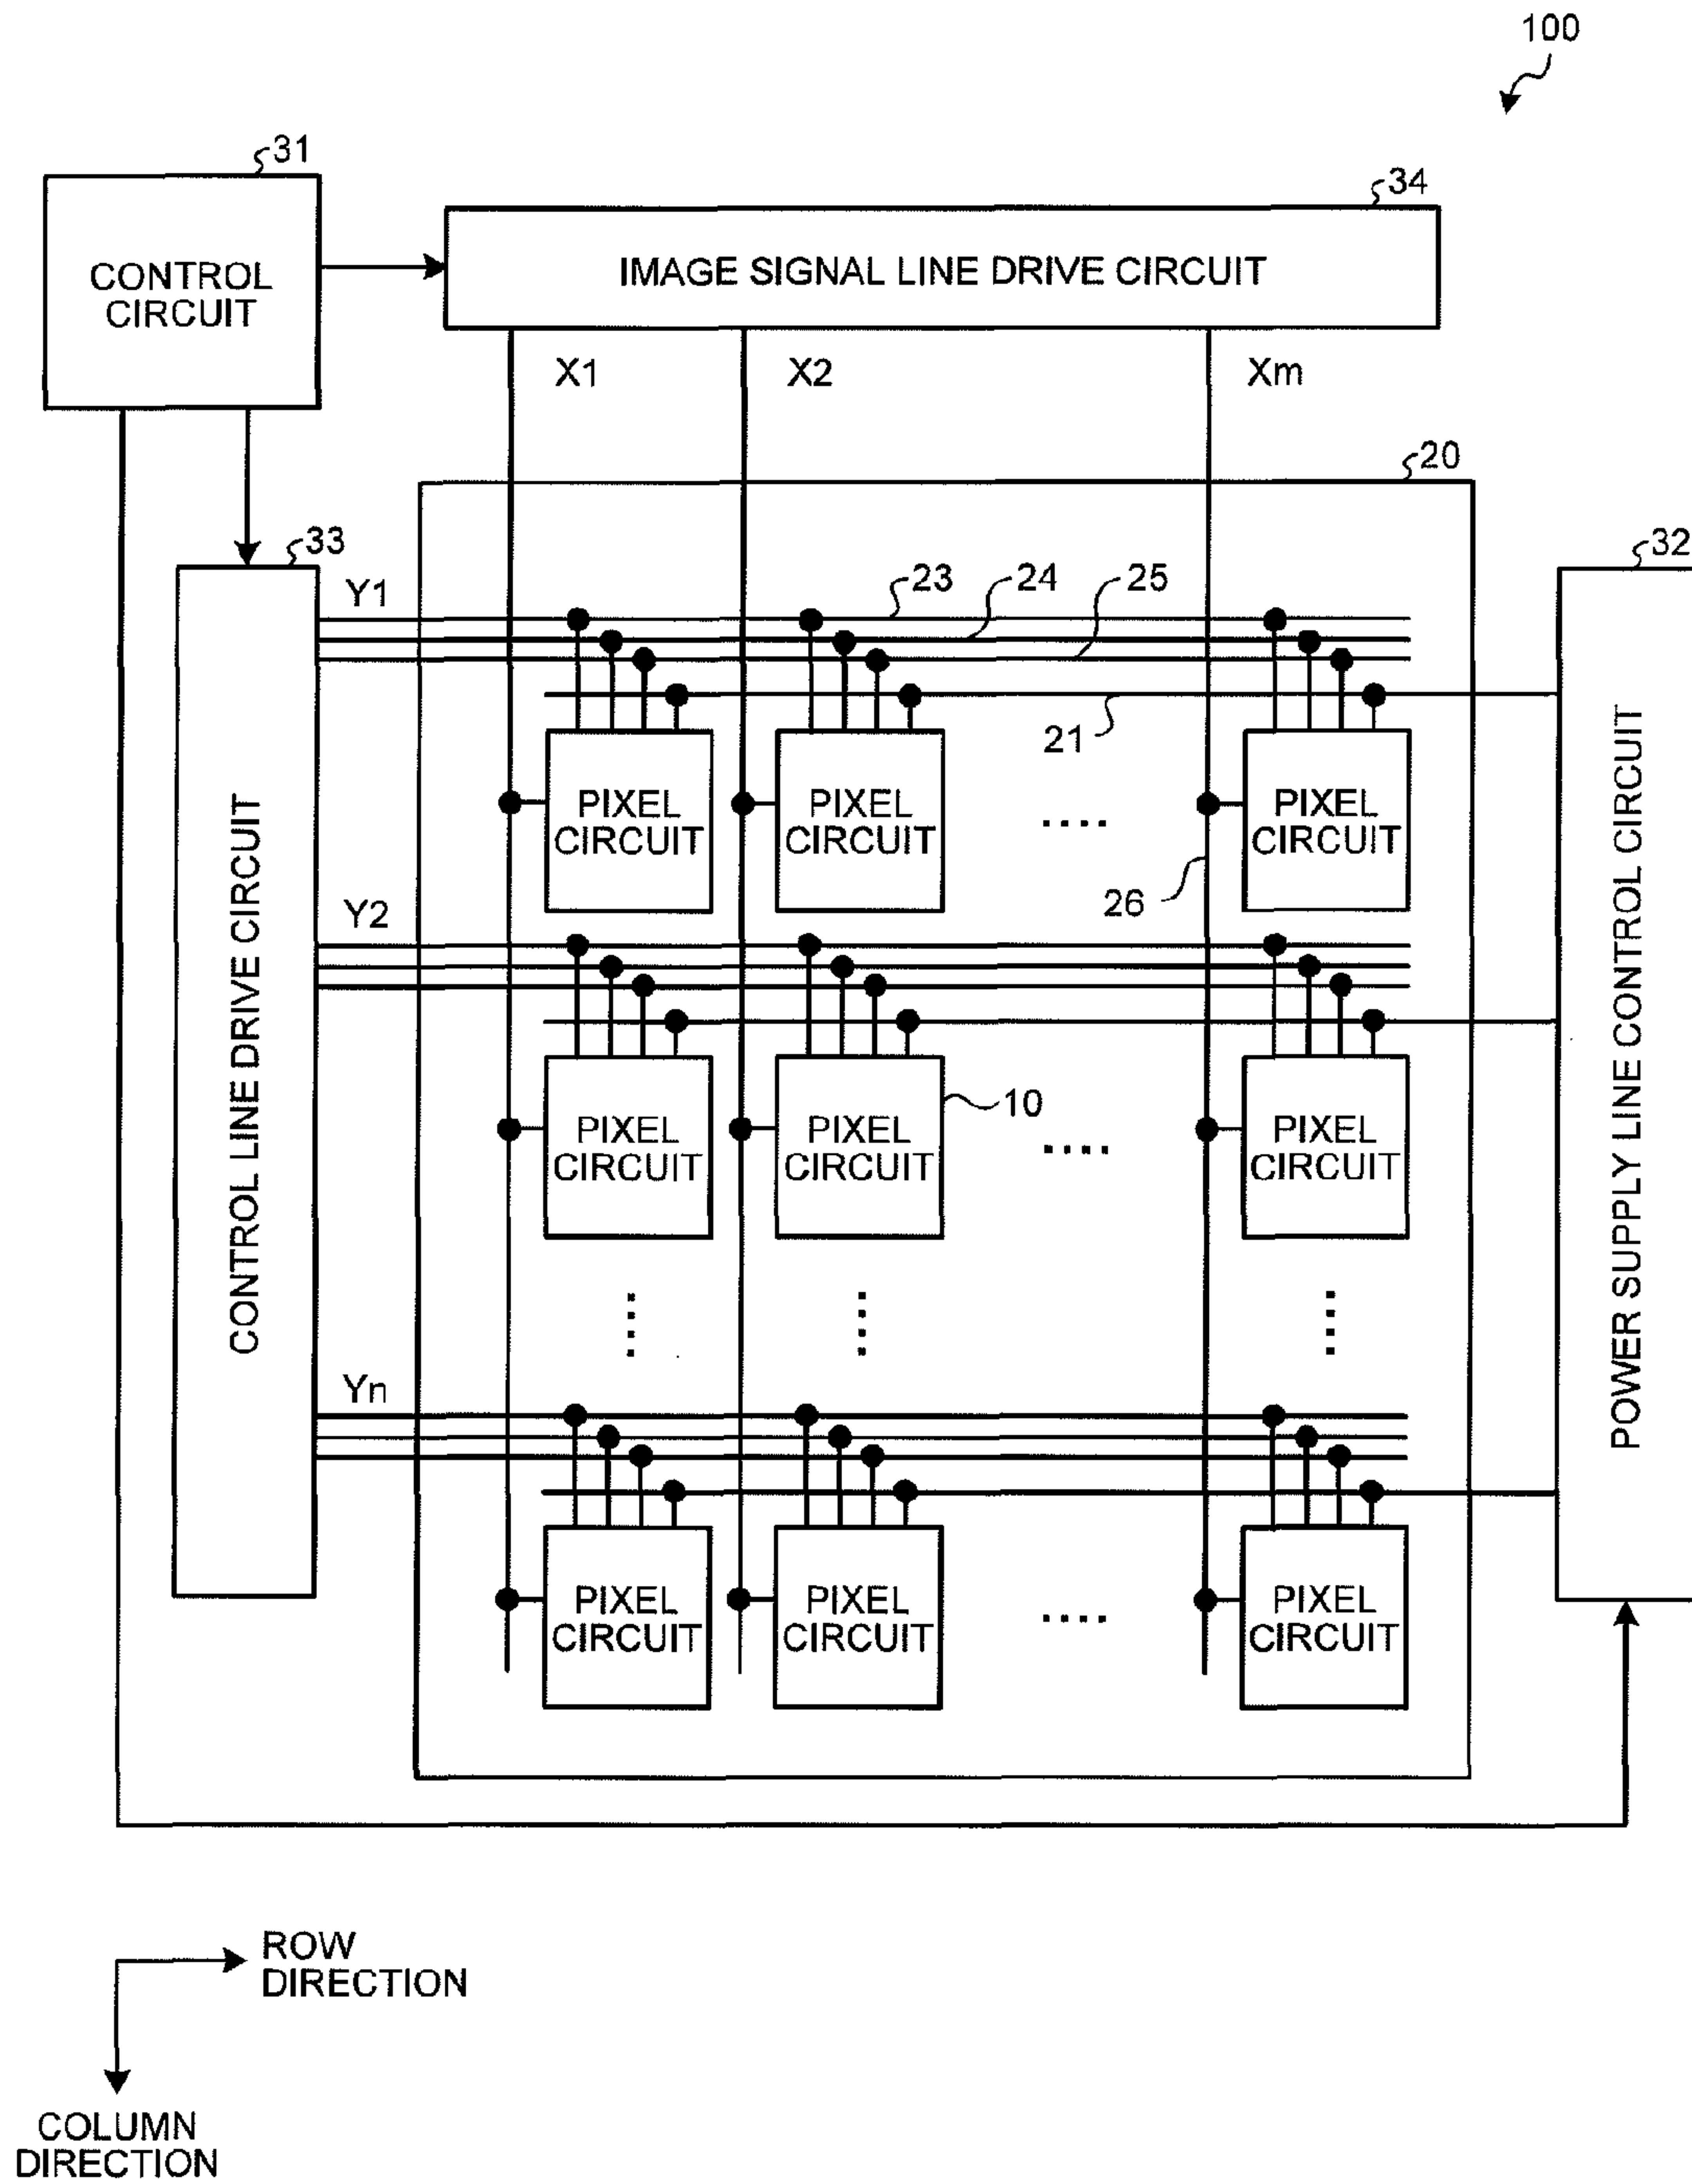 100
31
34
CONTROL
CIRCUIT
IMAGE SIGNAL LINE DRIVE CIRCUIT
X1
X2
Xm
20
33
32
Y1
23
24
25
21
PIXEL
CIRCUIT
PIXEL
CIRCUIT
....
PIXEL
CIRCUIT
26
CONTROL LINE DRIVE CIRCUIT
POWER SUPPLY LINE CONTROL CIRCUIT
Y2
10
PIXEL
CIRCUIT
PIXEL
CIRCUIT
....
PIXEL
CIRCUIT
....
....
....
Yn
PIXEL
CIRCUIT
PIXEL
CIRCUIT
....
PIXEL
CIRCUIT
ROW
DIRECTION
COLUMN
DIRECTION